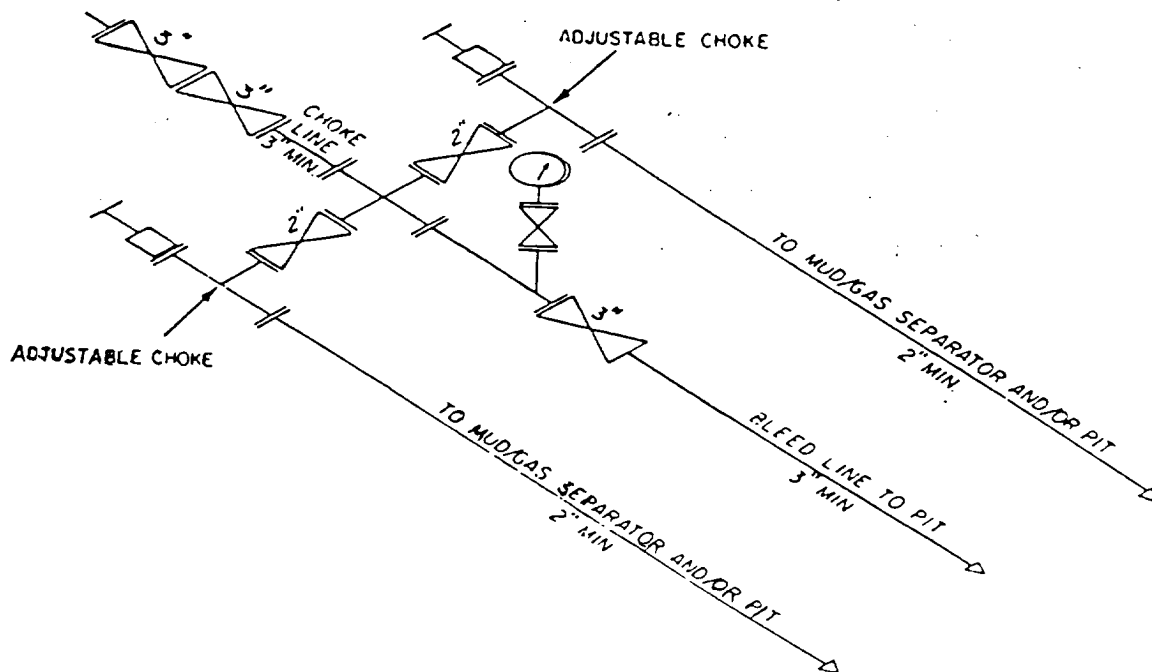 3"
3"
CHOKE
LINE
3" MIN.
ADJUSTABLE CHOKE
2"
2"
ADJUSTABLE CHOKE
3"
TO MUD/GAS SEPARATOR AND/OR PIT
2" MIN.
BLEED LINE TO PIT
3" MIN
TO MUD/GAS SEPARATOR AND/OR PIT
2" MIN